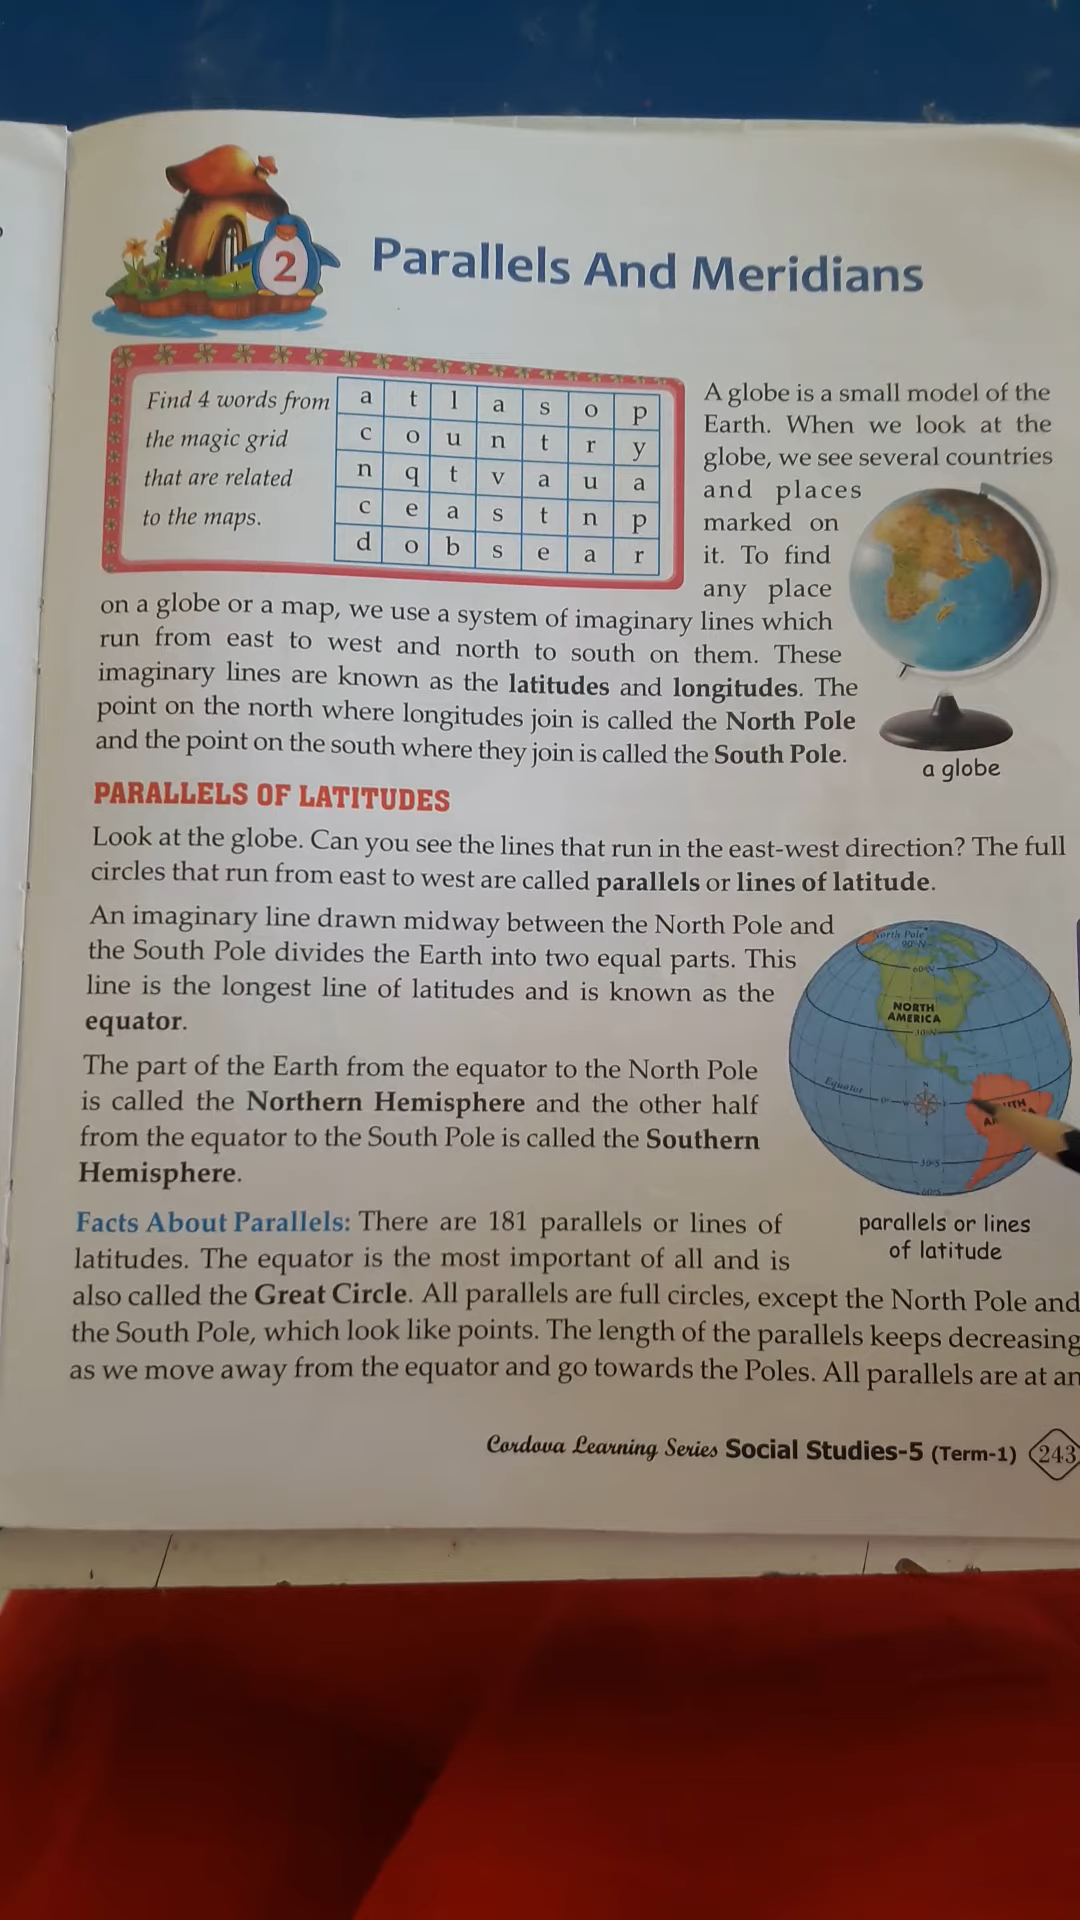 2
Parallels And Meridians
Find 4 words from
the magic grid
that are related
to the maps.
a t l a s o p
c o u n t r y
n q t v a u a
c e a s t n p
d o b s e a r
A globe is a small model of the
Earth. When we look at the
globe, we see several countries
and places
marked on
it. To find
any place
on a globe or a map, we use a system of imaginary lines which
run from east to west and north to south on them. These
imaginary lines are known as the latitudes and longitudes. The
point on the north where longitudes join is called the North Pole
and the point on the south where they join is called the South Pole.
a globe
PARALLELS OF LATITUDES
Look at the globe. Can you see the lines that run in the east-west direction? The full
circles that run from east to west are called parallels or lines of latitude.
An imaginary line drawn midway between the North Pole and
the South Pole divides the Earth into two equal parts. This
line is the longest line of latitudes and is known as the
equator.
The part of the Earth from the equator to the North Pole
is called the Northern Hemisphere and the other half
from the equator to the South Pole is called the Southern
Hemisphere.
North Pole
90°N
60°N
NORTH
AMERICA
30°N
Equator
0°
N
W
30°S
60°S
parallels or lines
of latitude
Facts About Parallels: There are 181 parallels or lines of
latitudes. The equator is the most important of all and is
also called the Great Circle. All parallels are full circles, except the North Pole and
the South Pole, which look like points. The length of the parallels keeps decreasing
as we move away from the equator and go towards the Poles. All parallels are at an
Cordova Learning Series Social Studies-5 (Term-1) 243